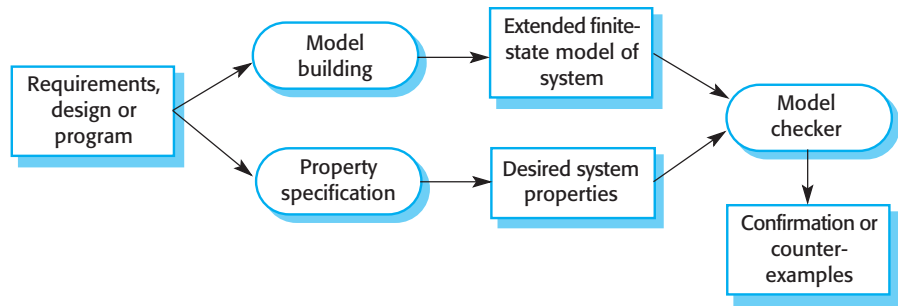 Requirements,
design or
program
Model
building
Extended finite-
state model of
system
Property
specification
Desired system
properties
Model
checker
Confirmation or
counter-
examples